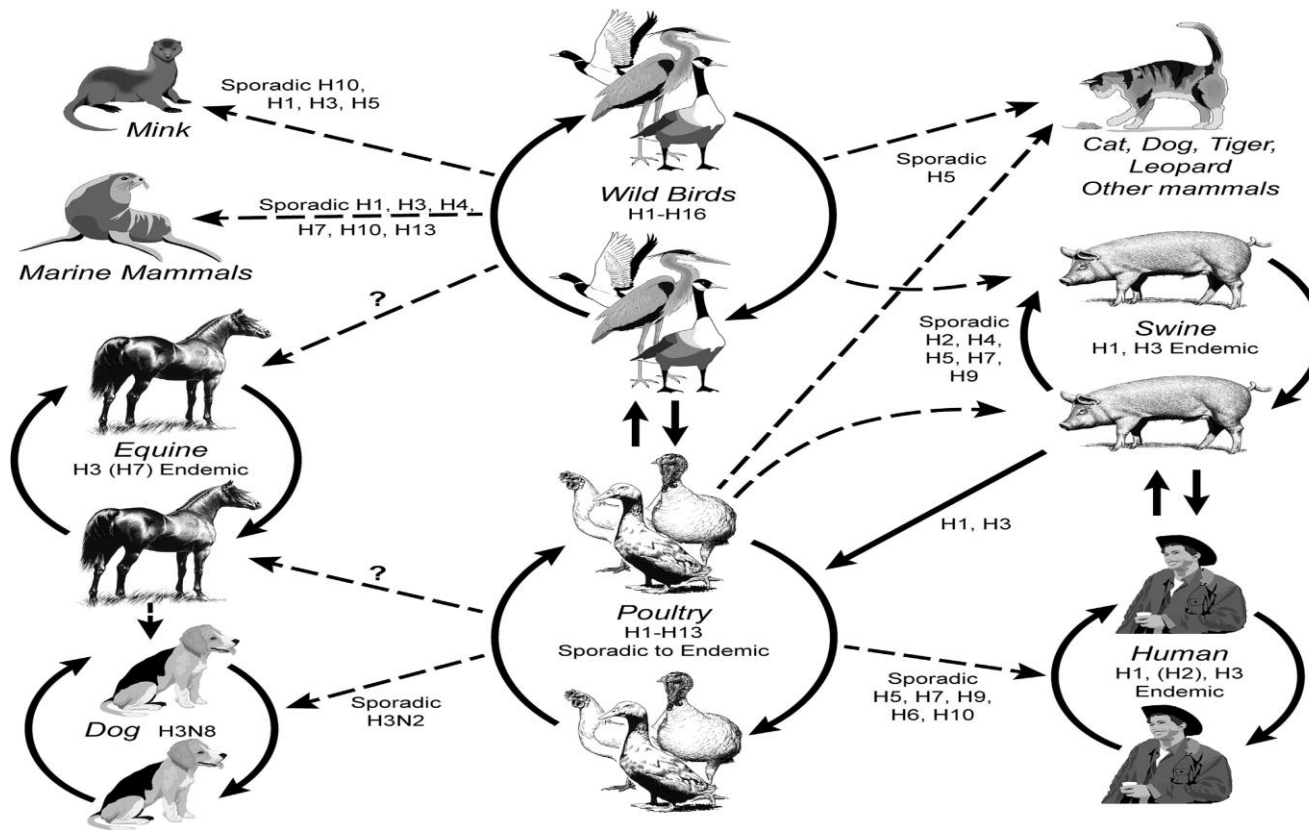 Sporadic H10,
H1, H3, H5
Mink
Sporadic H1, H3, H4,
H7, H10, H13
Marine Mammals
?
Equine
H3 (H7) Endemic
?
Dog H3N8
Sporadic
H3N2
Wild Birds
H1-H16
Poultry
H1-H13
Sporadic to Endemic
Sporadic
H5
Cat, Dog, Tiger,
Leopard
Other mammals
Sporadic
H2, H4,
H5, H7,
H9
Swine
H1, H3 Endemic
H1, H3
Sporadic
H5, H7, H9,
H6, H10
Human
H1, (H2), H3
Endemic